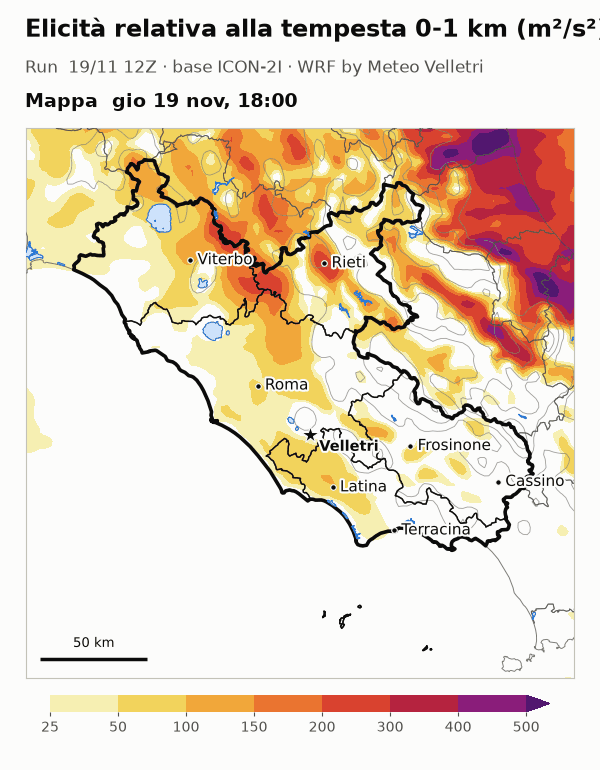 Elicità relativa alla tempesta 0-1 km (m²/s²)
Run 19/11 12Z · base ICON-2I · WRF by Meteo Velletri
Mappa gio 19 nov, 18:00
Viterbo
Rieti
Roma
Velletri
Frosinone
Cassino
Latina
Terracina
50 km
25 50 100 150 200 300 400 500